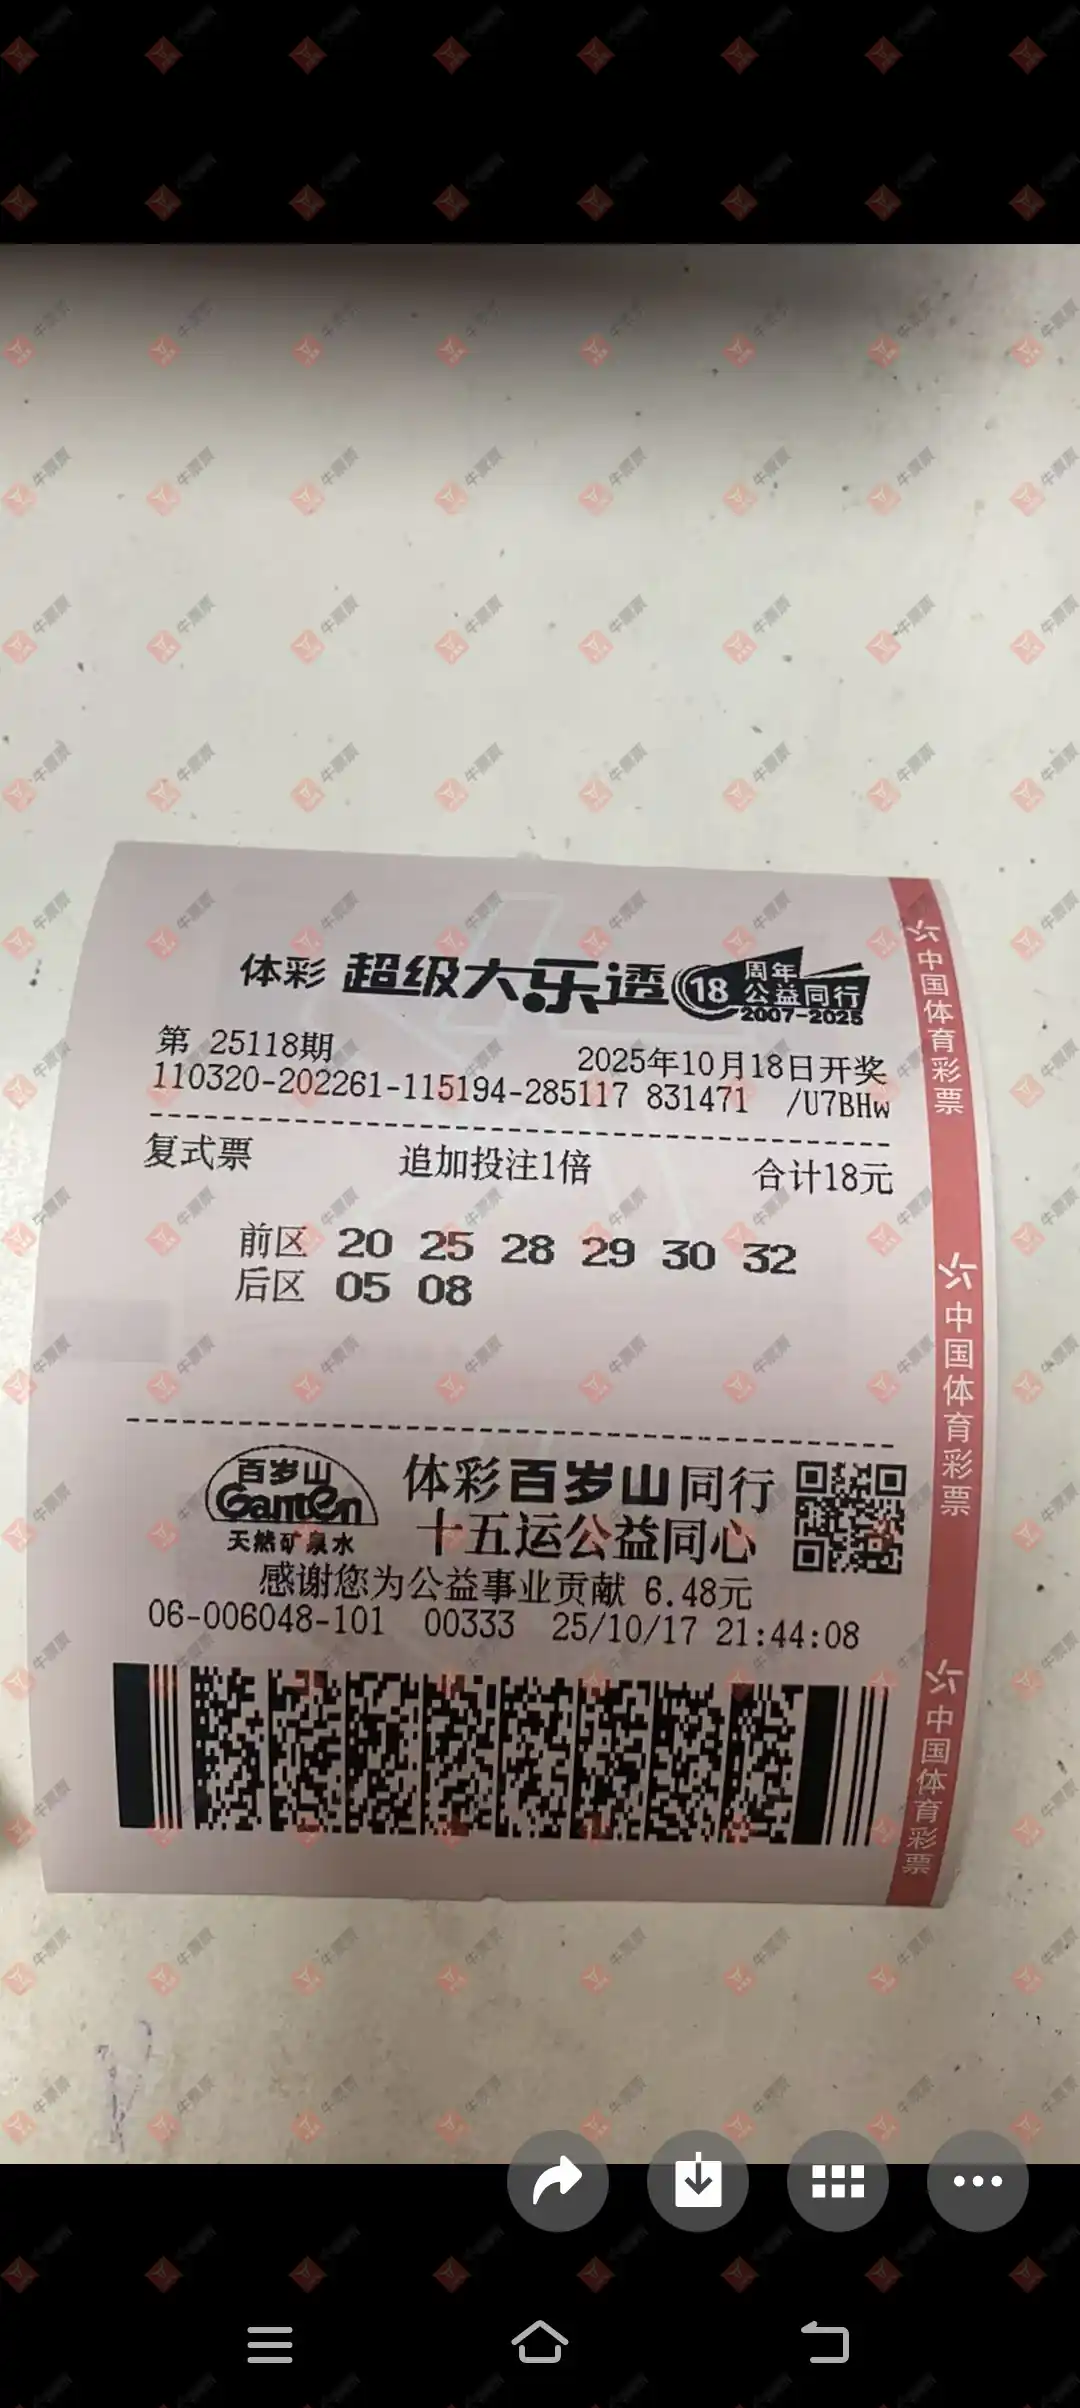 体彩 超级大乐透 18 周年 公益同行 2007-2025
第 25118期 2025年10月18日开奖
110320-202261-115194-285117 831471 /U7BHw
复式票 追加投注1倍 合计18元
前区 20 25 28 29 30 32
后区 05 08
百岁山 Ganten 天然矿泉水
体彩百岁山同行
十五运公益同心
感谢您为公益事业贡献 6.48元
06-006048-101 00333 25/10/17 21:44:08
中国体育彩票
中国体育彩票
中国体育彩票
牛票票